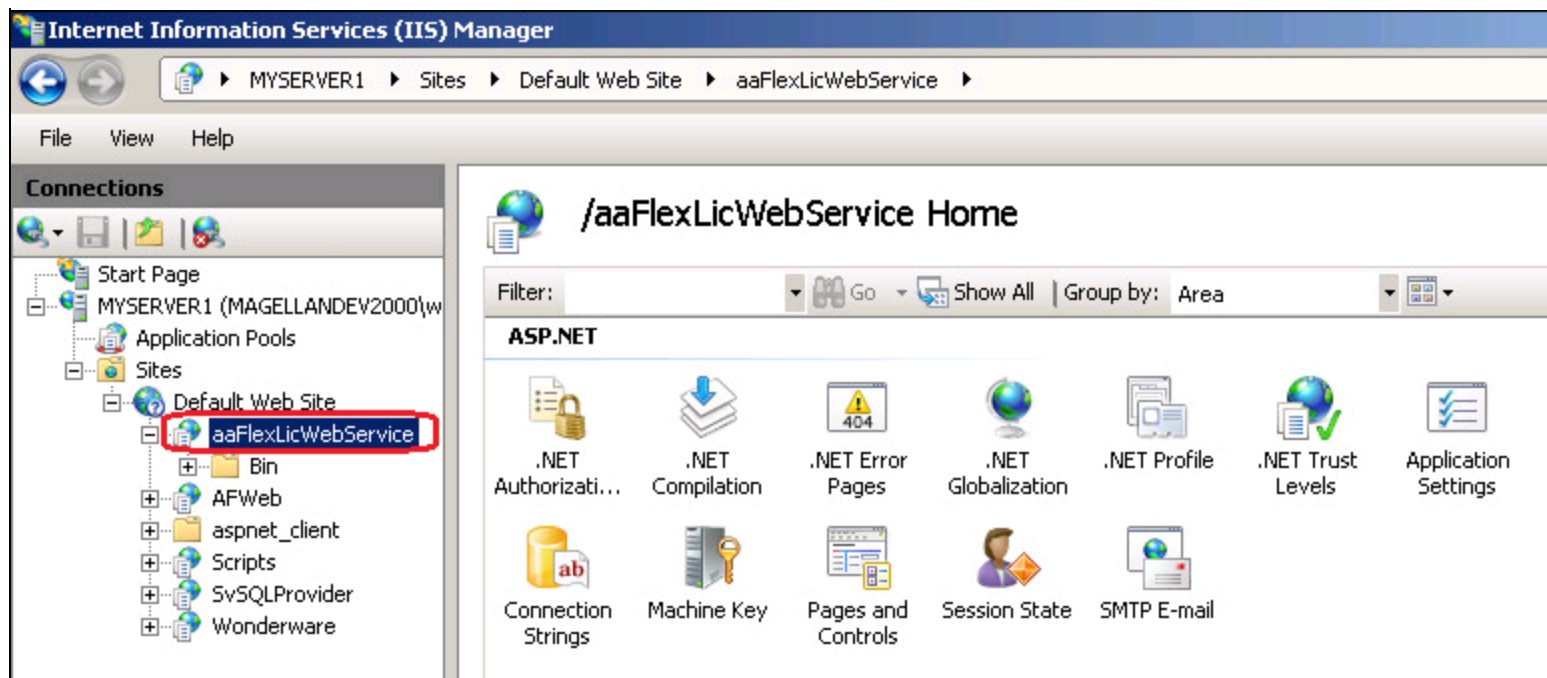 Internet Information Services (IIS) Manager
MYSERVER1 Sites Default Web Site aaFlexLicWebService
File View Help
Connections
Start Page
MYSERVER1 (MAGELLANDEV2000\w
Application Pools
Sites
Default Web Site
aaFlexLicWebService
Bin
AFWeb
aspnet_client
Scripts
SvSQLProvider
Wonderware
/aaFlexLicWebService Home
Filter: Go Show All Group by: Area
ASP.NET
404
.NET .NET .NET Error .NET .NET Profile .NET Trust Application
Authorizati... Compilation Pages Globalization Levels Settings
ab
Connection Machine Key Pages and Session State SMTP E-mail
Strings Controls